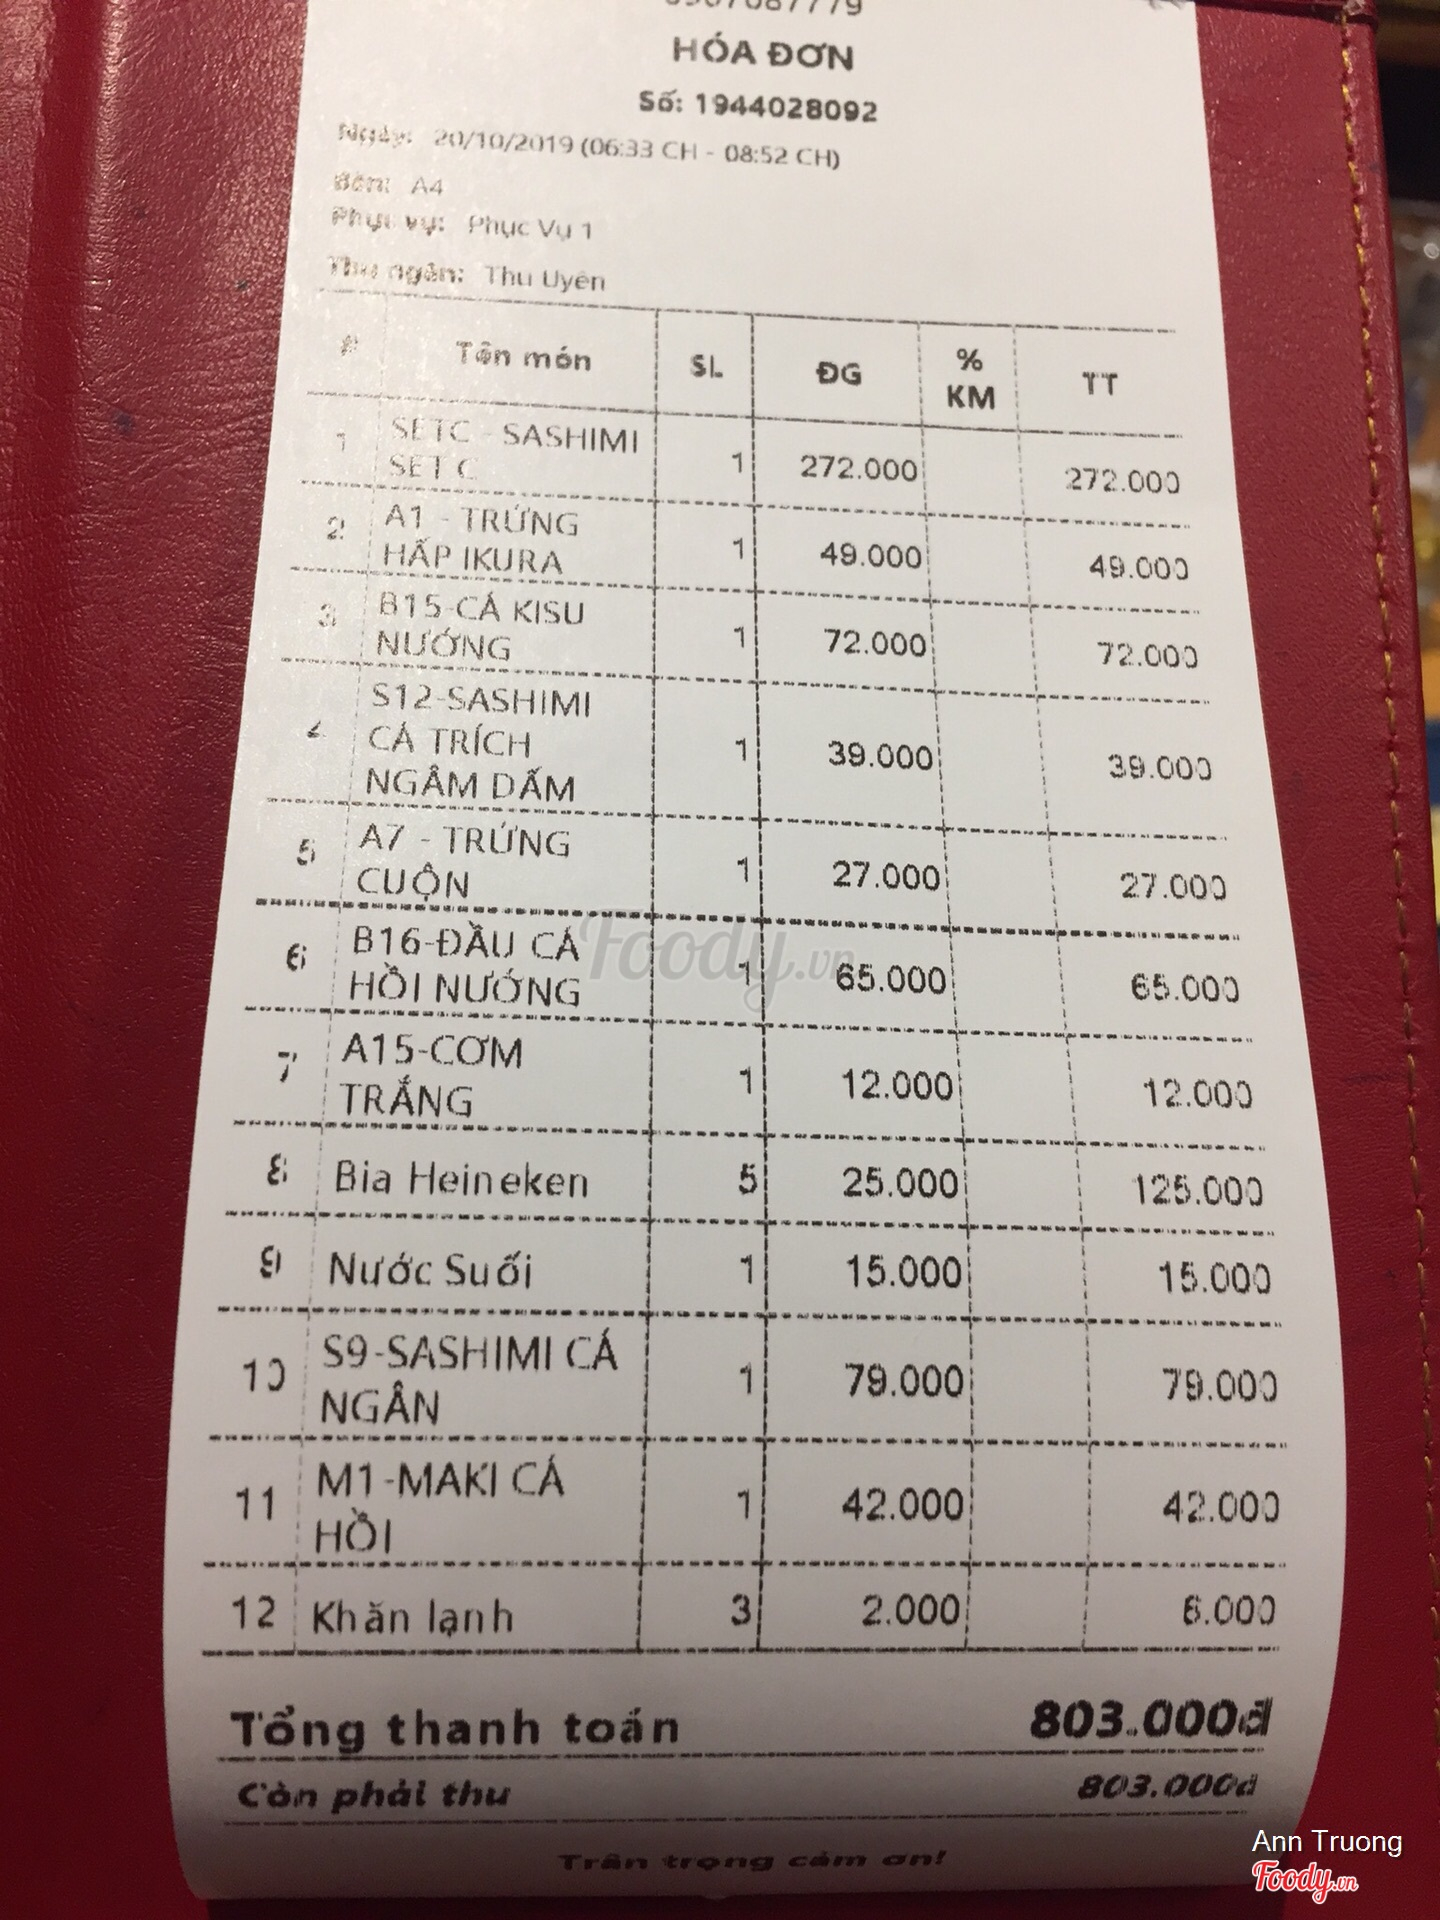 HÓA ĐƠN
Số: 1944028092
Ngày: 20/10/2019 (06:33 CH - 08:52 CH)
Bàn: A4
Phục vụ: Phục Vụ 1
Thu ngân: Thu Uyên
# Tên món SL ĐG % KM TT
1 SETC - SASHIMI SET C 1 272.000 272.000
2 A1 - TRỨNG HẤP IKURA 1 49.000 49.000
3 B15-CÁ KISU NƯỚNG 1 72.000 72.000
4 S12-SASHIMI CÁ TRÍCH NGÂM DẤM 1 39.000 39.000
5 A7 - TRỨNG CUỘN 1 27.000 27.000
6 B16-ĐẦU CÁ HỒI NƯỚNG 1 65.000 65.000
7 A15-CƠM TRẮNG 1 12.000 12.000
8 Bia Heineken 5 25.000 125.000
9 Nước Suối 1 15.000 15.000
10 S9-SASHIMI CÁ NGÂN 1 79.000 79.000
11 M1-MAKI CÁ HỒI 1 42.000 42.000
12 Khăn lạnh 3 2.000 6.000
Tổng thanh toán 803.000đ
Còn phải thu 803.000đ
Trân trọng cảm ơn!
Foody.vn
Ann Truong
Foody.vn